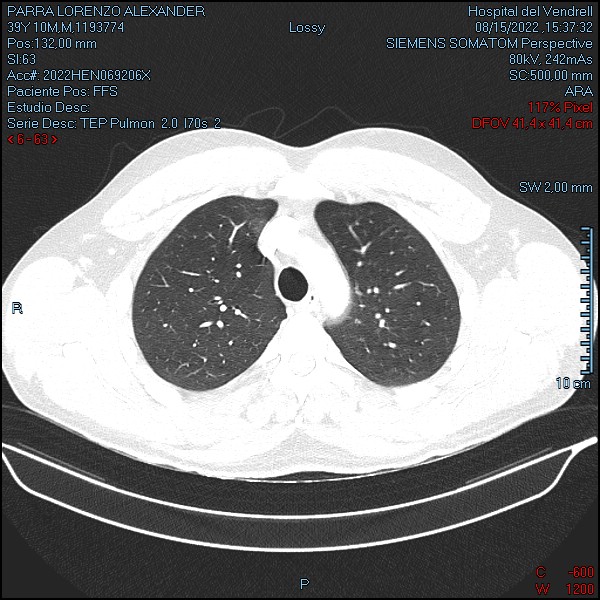 PARRA LORENZO ALEXANDER
39Y 10M,M,1193774
Pos:132,00 mm
SI:63
Acc#: 2022HEN069206X
Paciente Pos: FFS
Estudio Desc:
Serie Desc: TEP Pulmon 2.0 I70s 2
< 6 - 63 >
Lossy
Hospital del Vendrell
08/15/2022 ,15:37:32
SIEMENS SOMATOM Perspective
80kV, 242mAs
SC:500,00 mm
ARA
117% Pixel
DFOV 41,4 x 41,4 cm
SW 2,00 mm
R
10 cm
P
C -600
W 1200